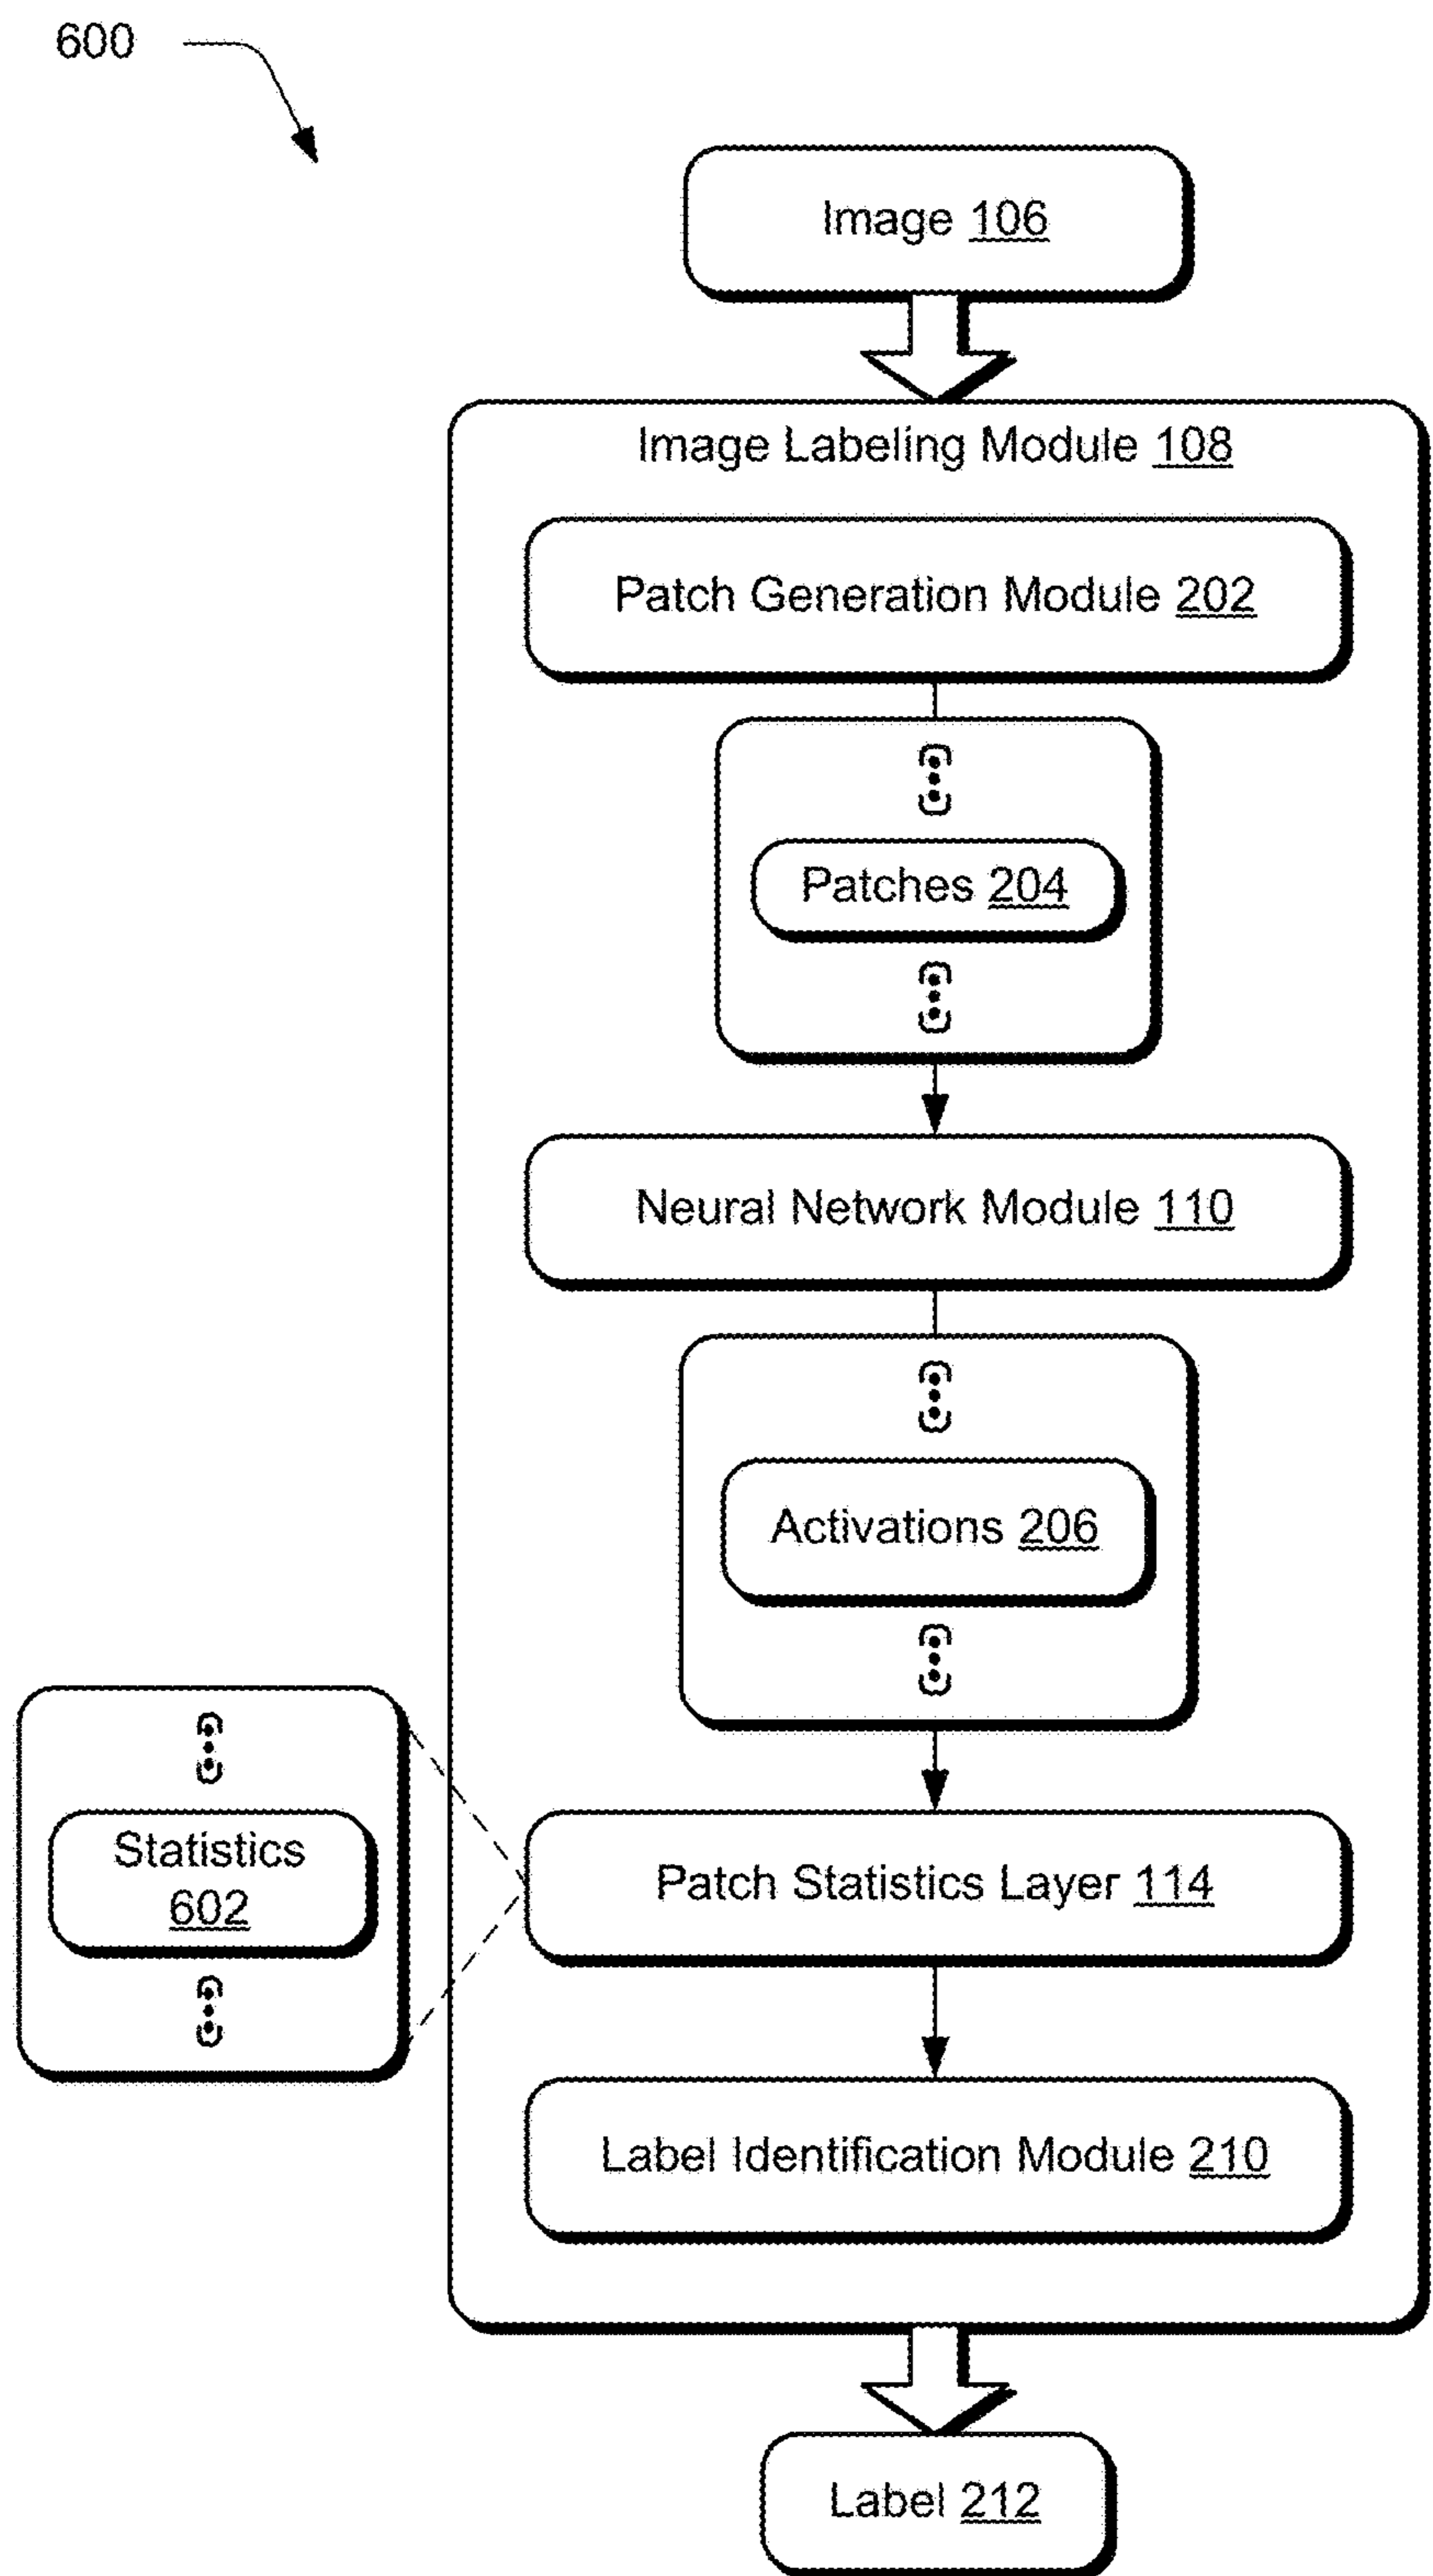 600
Image 106
Image Labeling Module 108
Patch Generation Module 202
Patches 204
Neural Network Module 110
Activations 206
Statistics
602
Patch Statistics Layer 114
Label Identification Module 210
Label 212